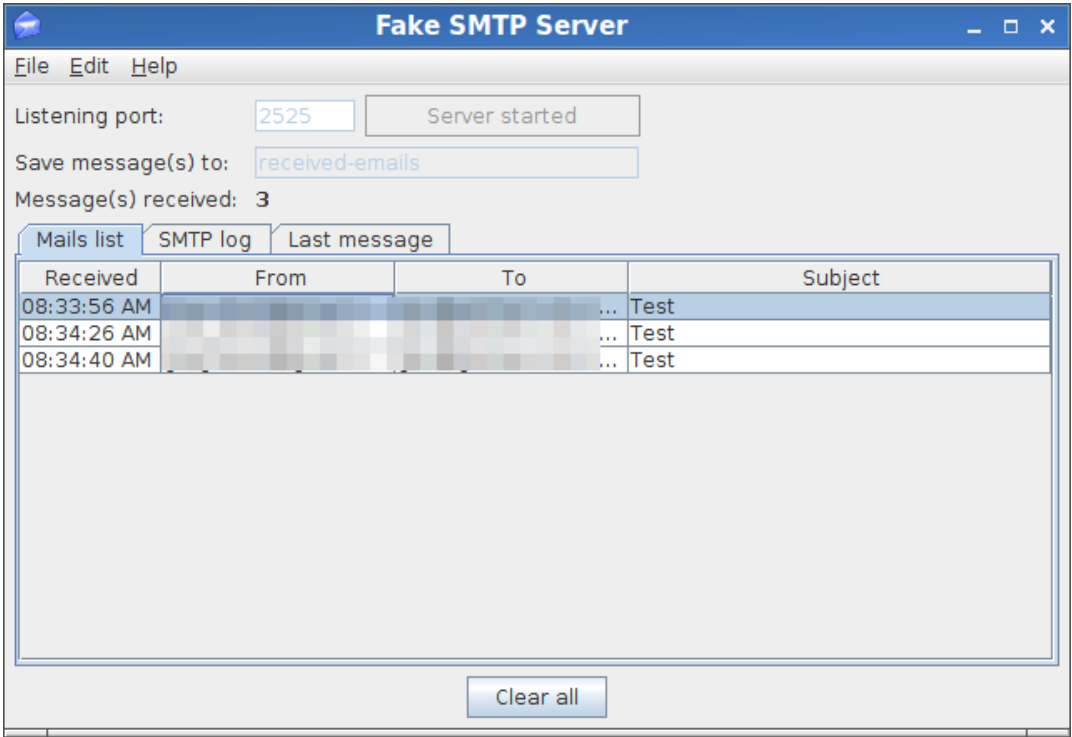 Fake SMTP Server
File Edit Help
Listening port: 2525 Server started
Save message(s) to: received-emails
Message(s) received: 3
Mails list SMTP log Last message
Received From To Subject
08:33:56 AM ... Test
08:34:26 AM ... Test
08:34:40 AM ... Test
Clear all